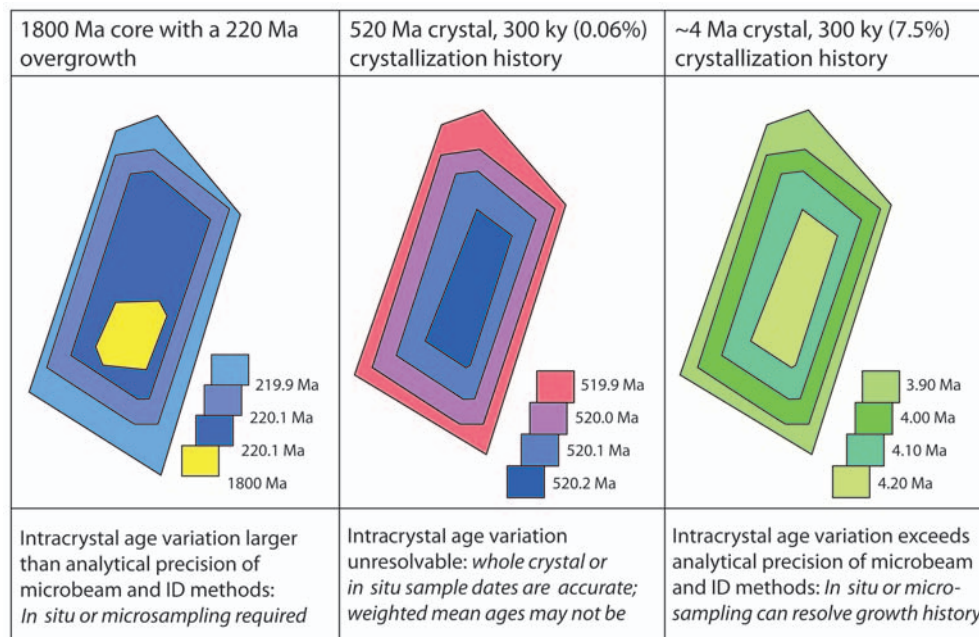 1800 Ma core with a 220 Ma
overgrowth
520 Ma crystal, 300 ky (0.06%)
crystallization history
~4 Ma crystal, 300 ky (7.5%)
crystallization history
219.9 Ma
220.1 Ma
220.1 Ma
1800 Ma
519.9 Ma
520.0 Ma
520.1 Ma
520.2 Ma
3.90 Ma
4.00 Ma
4.10 Ma
4.20 Ma
Intracrystal age variation larger
than analytical precision of
microbeam and ID methods:
In situ or microsampling required
Intracrystal age variation
unresolvable: whole crystal or
in situ sample dates are accurate;
weighted mean ages may not be
Intracrystal age variation exceeds
analytical precision of microbeam
and ID methods: In situ or micro-
sampling can resolve growth history